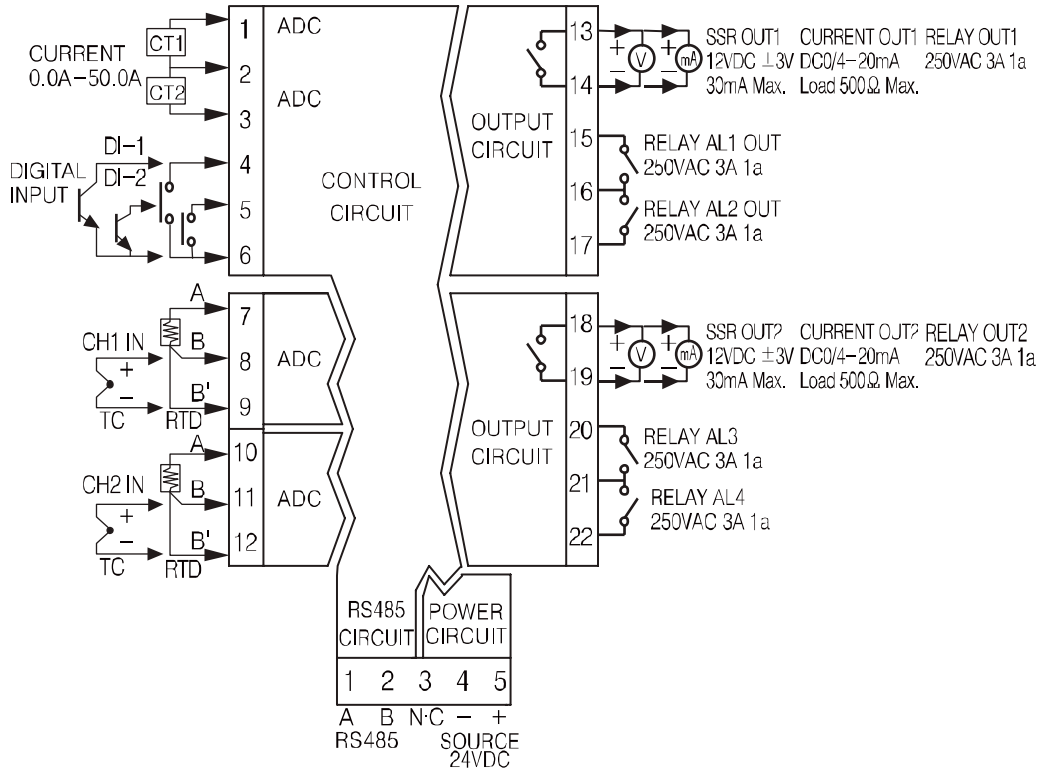 CURRENT
0.0A-50.0A
CT1
CT2
1
2
3
ADC
ADC
DIGITAL
INPUT
DI-1
DI-2
4
5
6
CONTROL
CIRCUIT
CH1 IN
+
−
TC
RTD
A
B
B'
7
8
9
ADC
CH2 IN
+
−
TC
RTD
A
B
B'
10
11
12
ADC
OUTPUT
CIRCUIT
13
14
15
16
17
+
−
V
+
−
mA
SSR OUT1 CURRENT OUT1 RELAY OUT1
12VDC ±3V DC0/4-20mA 250VAC 3A 1a
30mA Max. Load 500Ω Max.
RELAY AL1 OUT
250VAC 3A 1a
RELAY AL2 OUT
250VAC 3A 1a
OUTPUT
CIRCUIT
18
19
20
21
22
+
−
V
+
−
mA
SSR OUT2 CURRENT OUT2 RELAY OUT2
12VDC ±3V DC0/4-20mA 250VAC 3A 1a
30mA Max. Load 500Ω Max.
RELAY AL3
250VAC 3A 1a
RELAY AL4
250VAC 3A 1a
RS485
CIRCUIT
POWER
CIRCUIT
1 2 3 4 5
A B N·C − +
RS485 SOURCE
24VDC